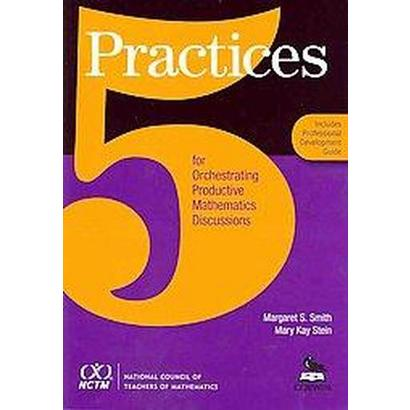 Practices
5
Includes
Professional
Development
Guide
for
Orchestrating
Productive
Mathematics
Discussions
Margaret S. Smith
Mary Kay Stein
NCTM
NATIONAL COUNCIL OF
TEACHERS OF MATHEMATICS
CORWIN